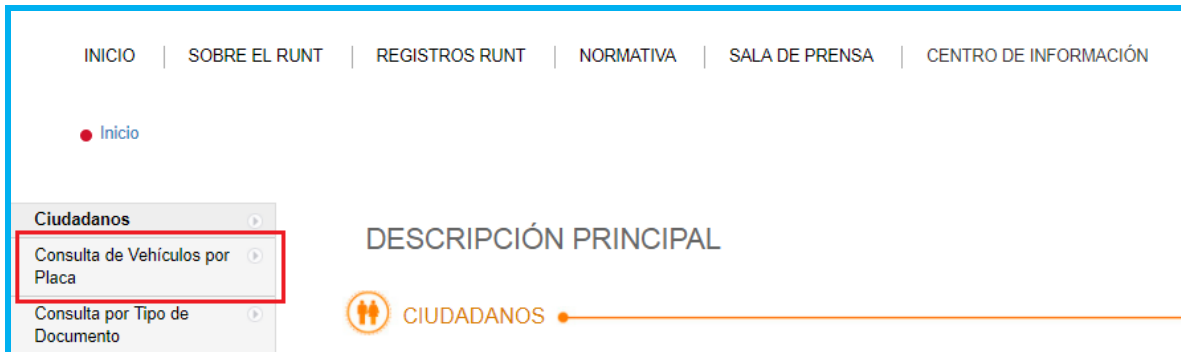 INICIO SOBRE EL RUNT REGISTROS RUNT NORMATIVA SALA DE PRENSA CENTRO DE INFORMACIÓN
Inicio
Ciudadanos
Consulta de Vehículos por
Placa
Consulta por Tipo de
Documento
DESCRIPCIÓN PRINCIPAL
CIUDADANOS